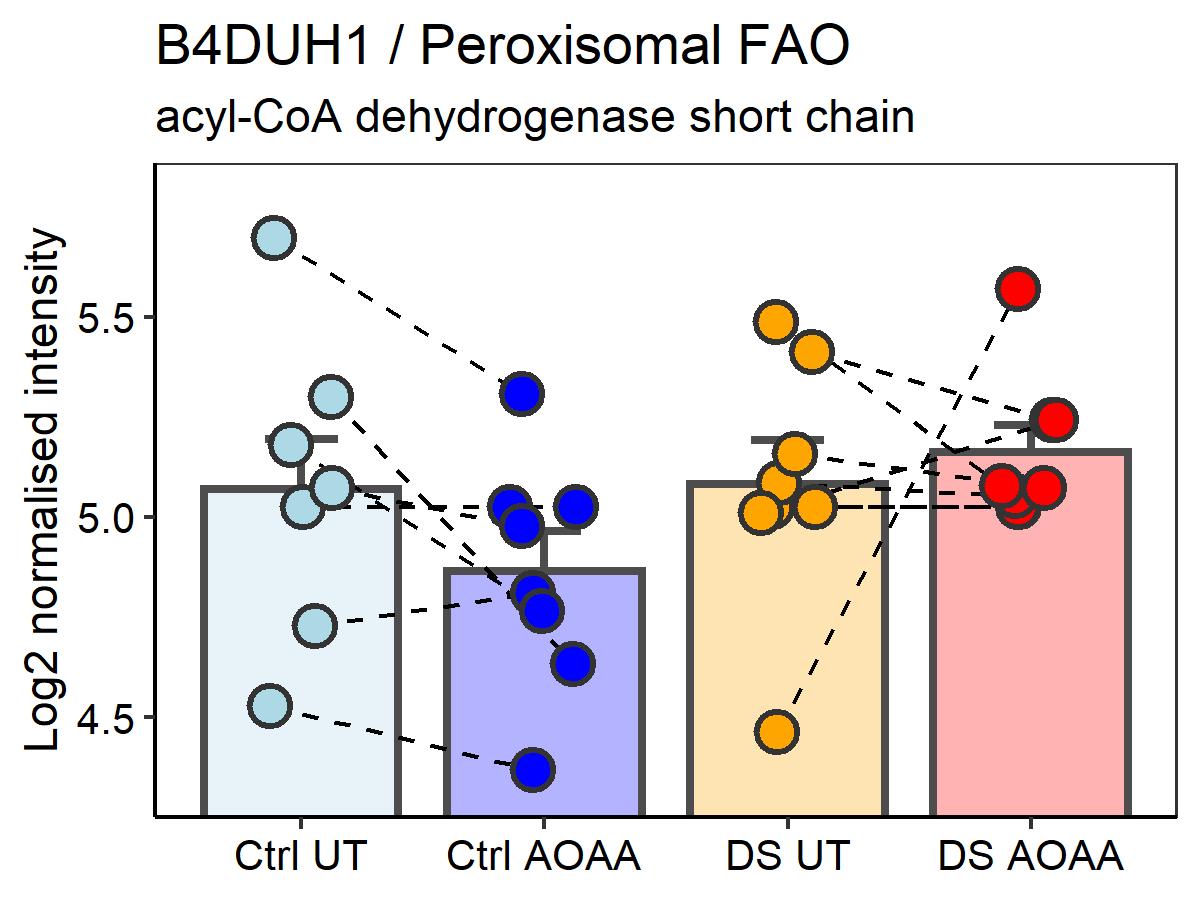 B4DUH1 / Peroxisomal FAO
acyl-CoA dehydrogenase short chain
Log2 normalised intensity
5.5
5.0
4.5
Ctrl UT
Ctrl AOAA
DS UT
DS AOAA